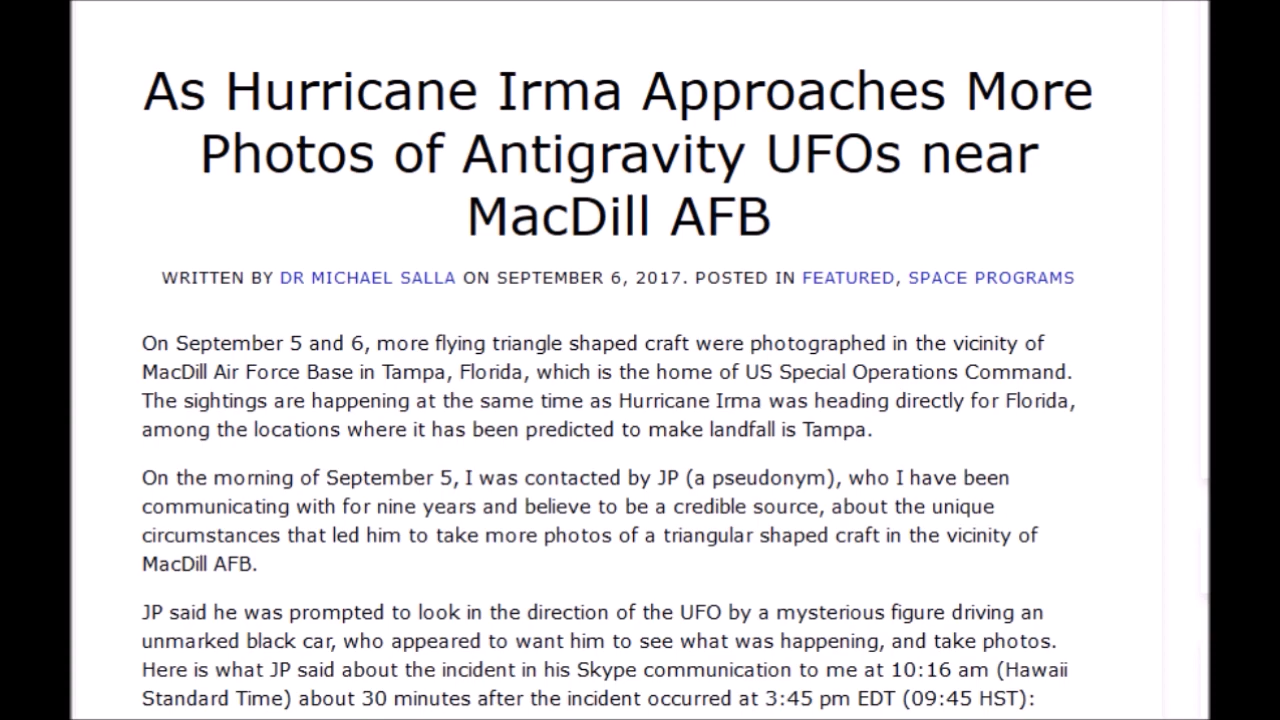 As Hurricane Irma Approaches More
Photos of Antigravity UFOs near
MacDill AFB
WRITTEN BY DR MICHAEL SALLA ON SEPTEMBER 6, 2017. POSTED IN FEATURED, SPACE PROGRAMS
On September 5 and 6, more flying triangle shaped craft were photographed in the vicinity of
MacDill Air Force Base in Tampa, Florida, which is the home of US Special Operations Command.
The sightings are happening at the same time as Hurricane Irma was heading directly for Florida,
among the locations where it has been predicted to make landfall is Tampa.
On the morning of September 5, I was contacted by JP (a pseudonym), who I have been
communicating with for nine years and believe to be a credible source, about the unique
circumstances that led him to take more photos of a triangular shaped craft in the vicinity of
MacDill AFB.
JP said he was prompted to look in the direction of the UFO by a mysterious figure driving an
unmarked black car, who appeared to want him to see what was happening, and take photos.
Here is what JP said about the incident in his Skype communication to me at 10:16 am (Hawaii
Standard Time) about 30 minutes after the incident occurred at 3:45 pm EDT (09:45 HST):